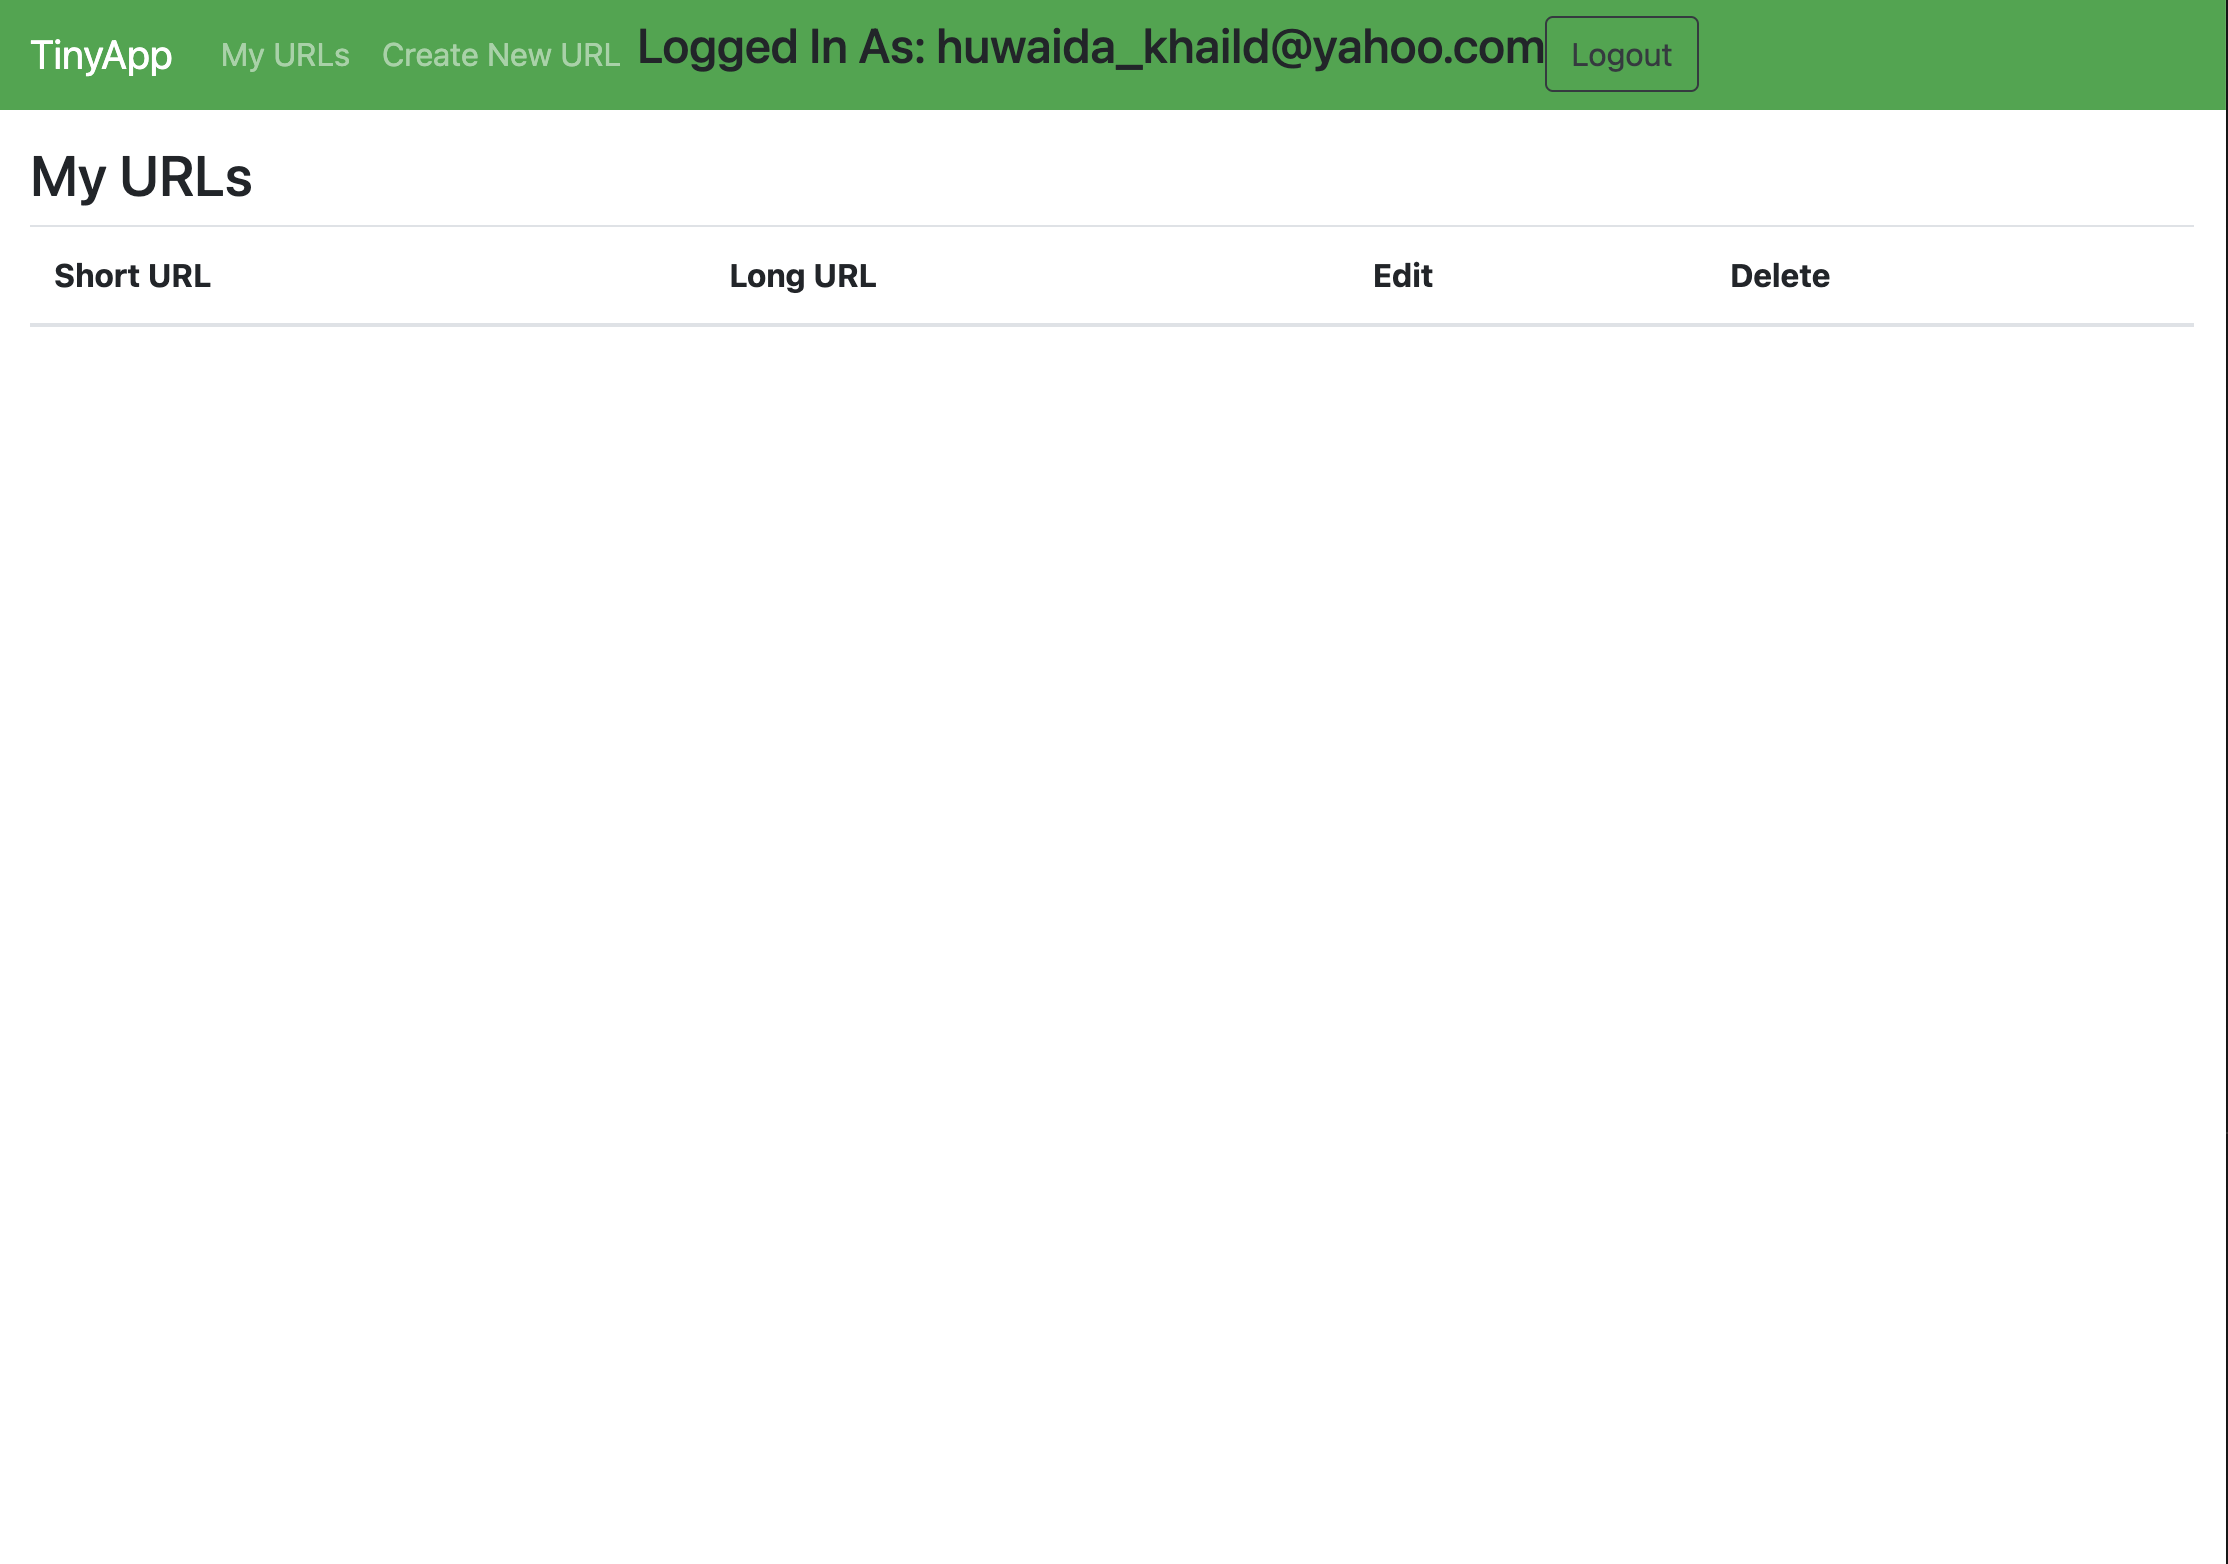 TinyApp My URLs Create New URL Logged In As: huwaida_khaild@yahoo.com Logout
My URLs
Short URL Long URL Edit Delete